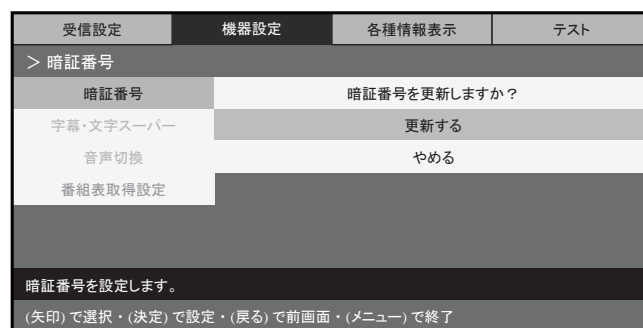 受信設定 機器設定 各種情報表示 テスト
＞暗証番号
暗証番号 暗証番号を更新しますか？
字幕・文字スーパー 更新する
音声切換 やめる
番組表取得設定
暗証番号を設定します。
(矢印)で選択・(決定)で設定・(戻る)で前画面・(メニュー)で終了